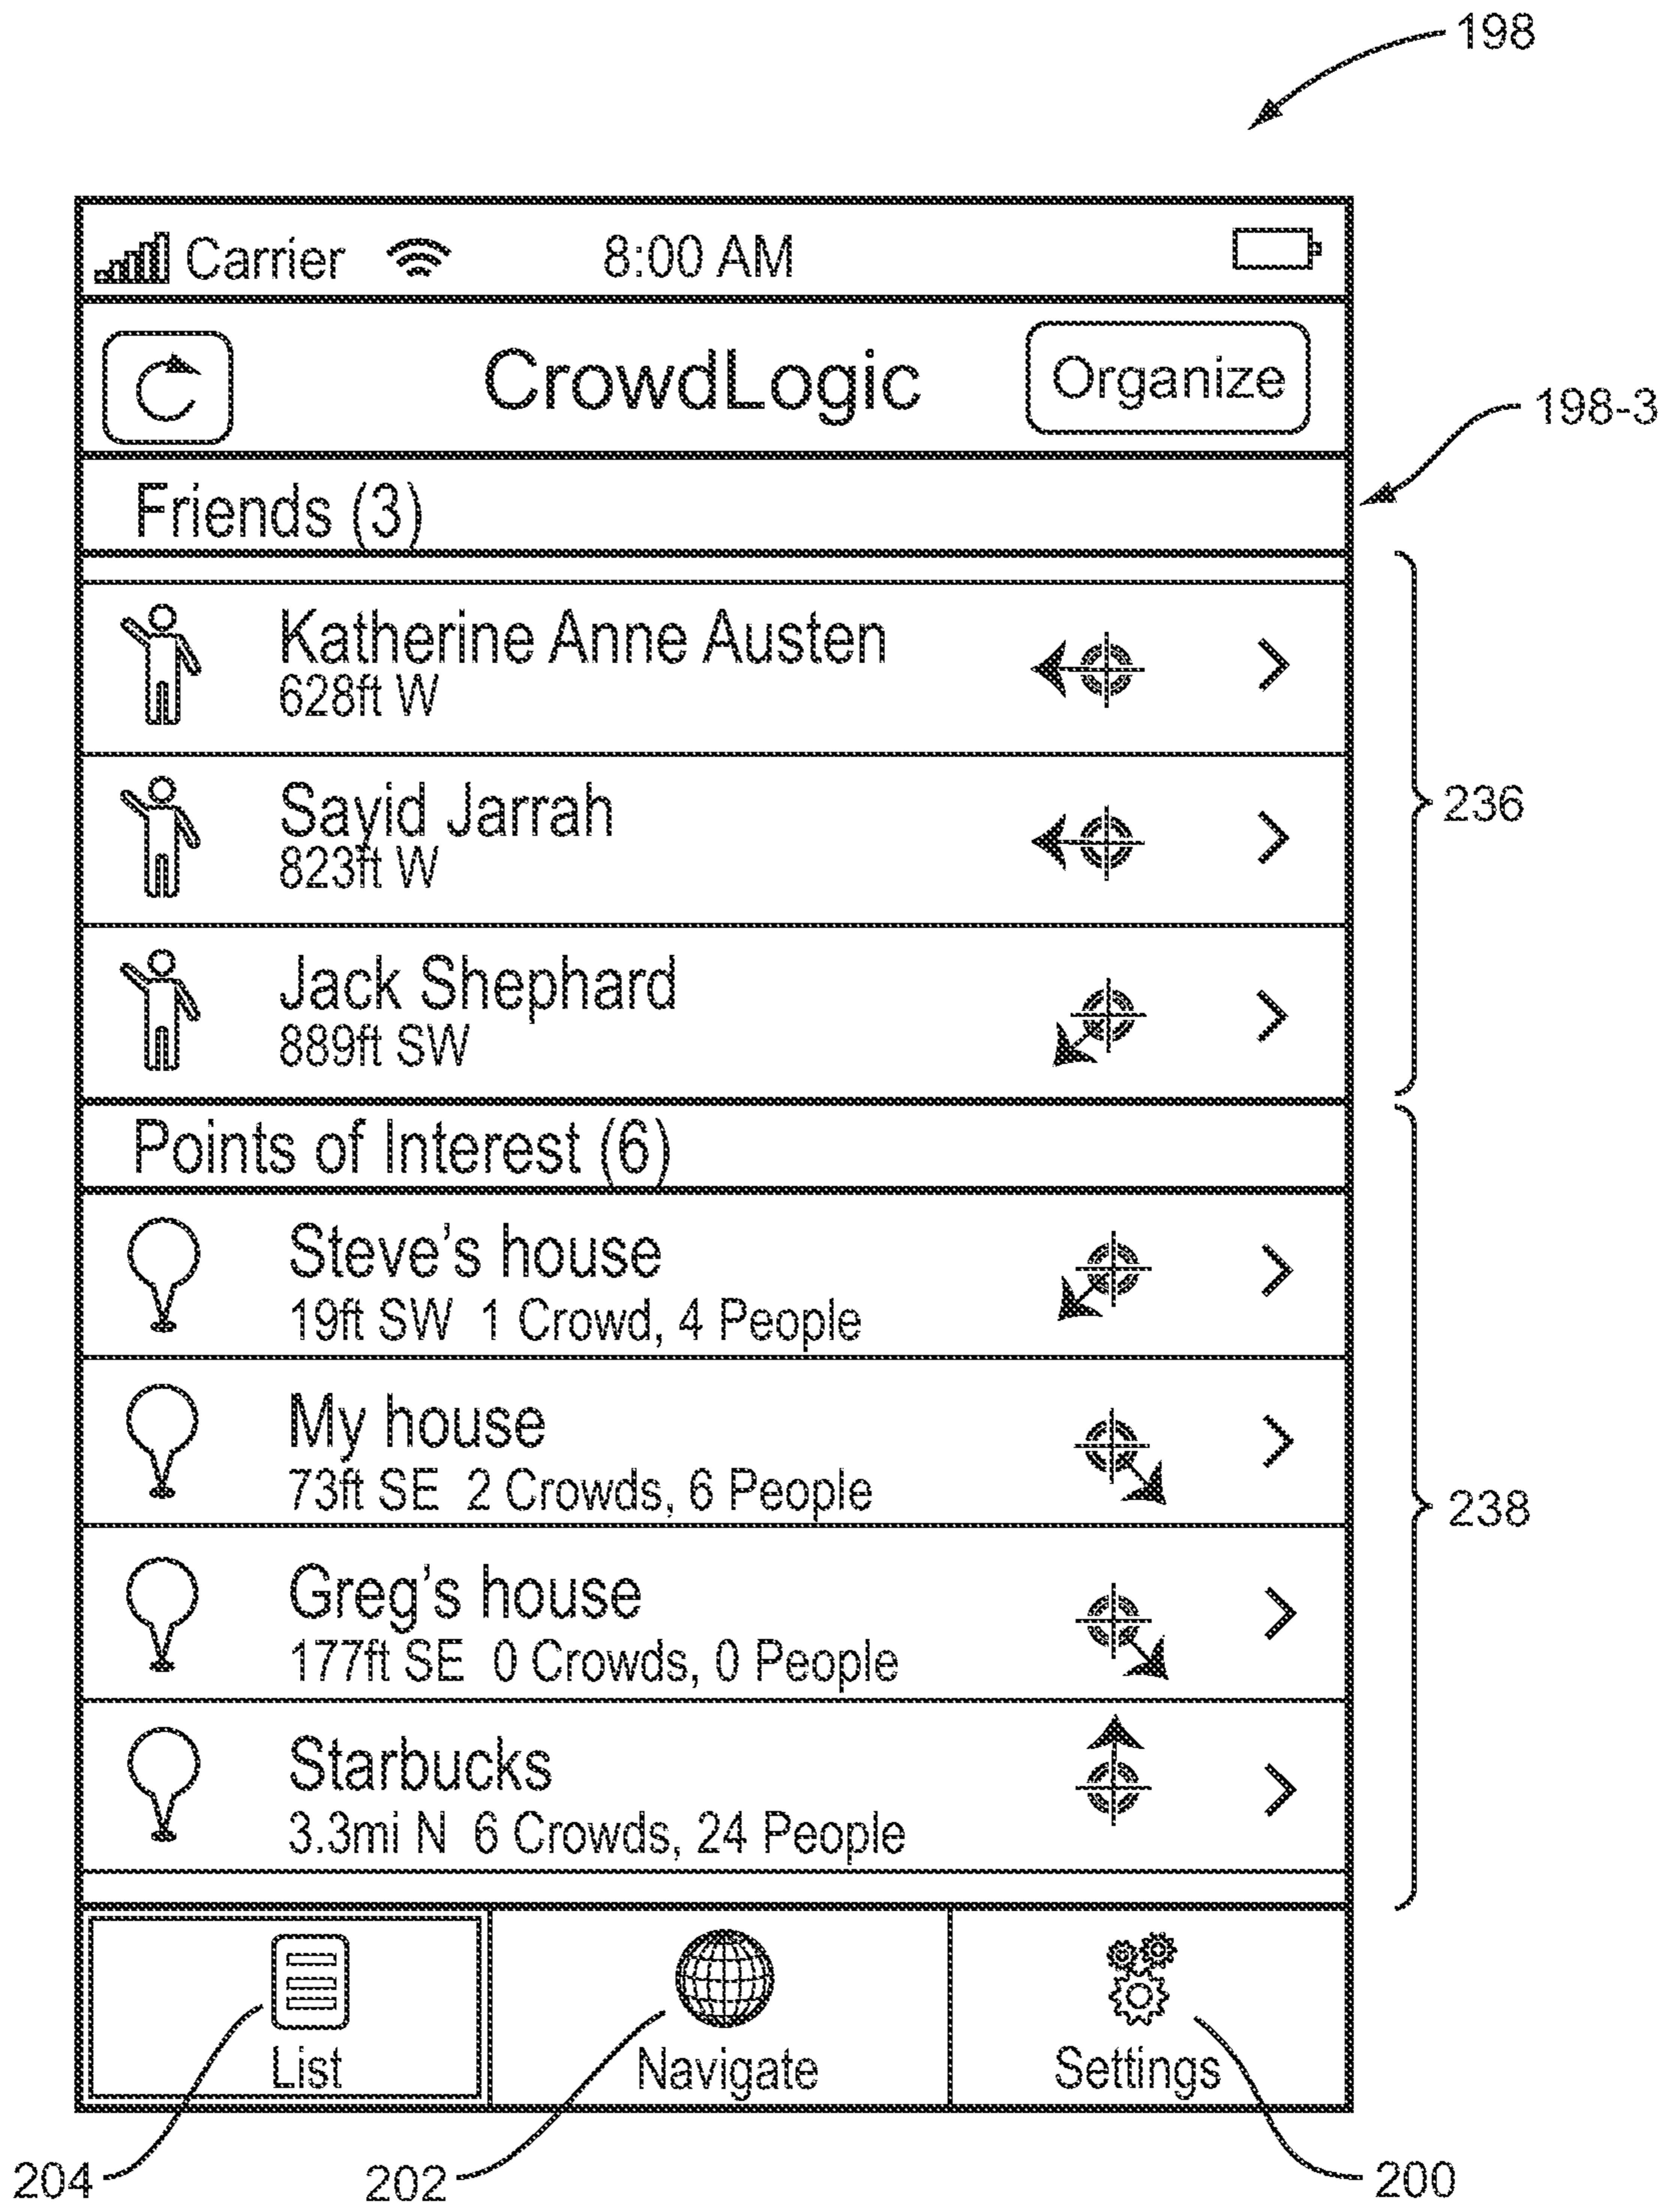 198
Carrier 8:00 AM
CrowdLogic Organize
198-3
Friends (3)
Katherine Anne Austen
628ft W
Sayid Jarrah
823ft W
236
Jack Shephard
889ft SW
Points of Interest (6)
Steve's house
19ft SW 1 Crowd, 4 People
My house
73ft SE 2 Crowds, 6 People
238
Greg's house
177ft SE 0 Crowds, 0 People
Starbucks
3.3mi N 6 Crowds, 24 People
List Navigate Settings
204 202 200